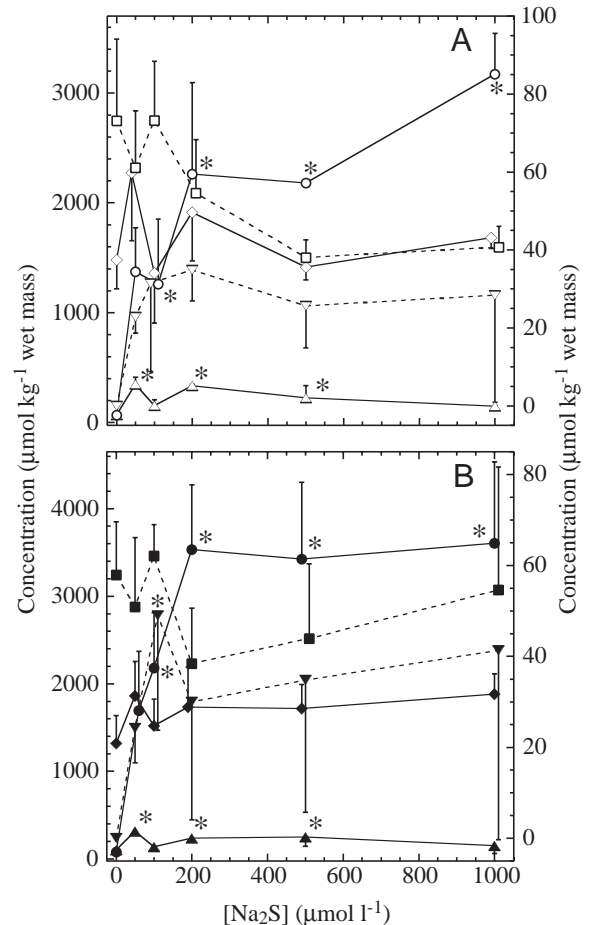 A
100
80
60
40
20
0
3000
2000
1000
0
* * * * * * * *
B
80
60
40
20
0
4000
3000
2000
1000
0
* * * * * * * *
0 200 400 600 800 1000
[Na₂S] (μmol l⁻¹)
Concentration (μmol kg⁻¹ wet mass)
Concentration (μmol kg⁻¹ wet mass)